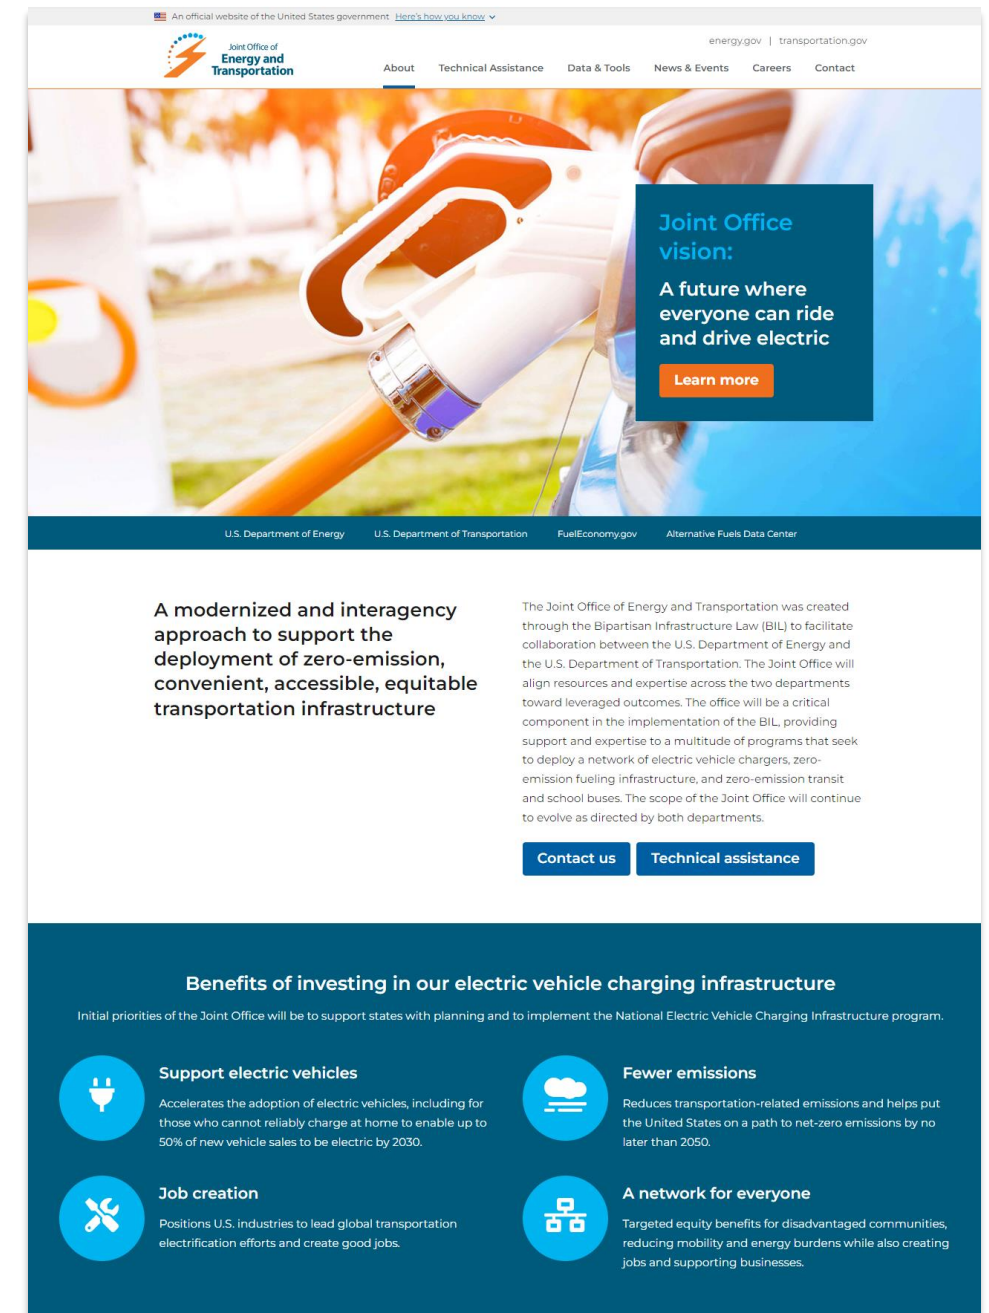 An official website of the United States government Here's how you know
Joint Office of
Energy and
Transportation
energy.gov | transportation.gov
About Technical Assistance Data & Tools News & Events Careers Contact
Joint Office
vision:
A future where
everyone can ride
and drive electric
Learn more
U.S. Department of Energy U.S. Department of Transportation FuelEconomy.gov Alternative Fuels Data Center
A modernized and interagency
approach to support the
deployment of zero-emission,
convenient, accessible, equitable
transportation infrastructure
The Joint Office of Energy and Transportation was created
through the Bipartisan Infrastructure Law (BIL) to facilitate
collaboration between the U.S. Department of Energy and
the U.S. Department of Transportation. The Joint Office will
align resources and expertise across the two departments
toward leveraged outcomes. The office will be a critical
component in the implementation of the BIL, providing
support and expertise to a multitude of programs that seek
to deploy a network of electric vehicle chargers, zero-
emission fueling infrastructure, and zero-emission transit
and school buses. The scope of the Joint Office will continue
to evolve as directed by both departments.
Contact us Technical assistance
Benefits of investing in our electric vehicle charging infrastructure
Initial priorities of the Joint Office will be to support states with planning and to implement the National Electric Vehicle Charging Infrastructure program.
Support electric vehicles
Accelerates the adoption of electric vehicles, including for
those who cannot reliably charge at home to enable up to
50% of new vehicle sales to be electric by 2030.
Fewer emissions
Reduces transportation-related emissions and helps put
the United States on a path to net-zero emissions by no
later than 2050.
Job creation
Positions U.S. industries to lead global transportation
electrification efforts and create good jobs.
A network for everyone
Targeted equity benefits for disadvantaged communities,
reducing mobility and energy burdens while also creating
jobs and supporting businesses.